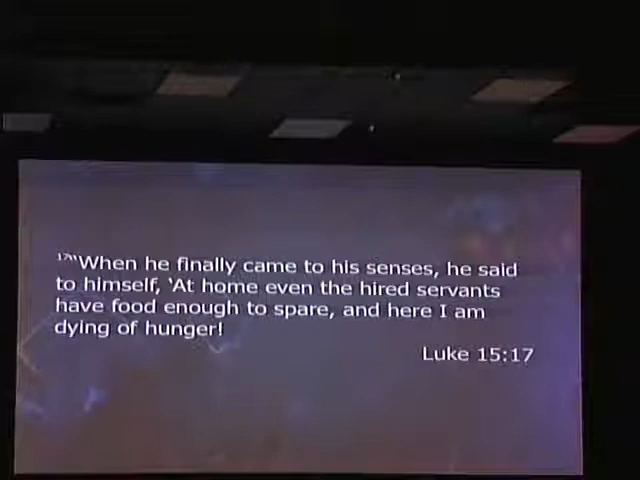 17“When he finally came to his senses, he said
to himself, ‘At home even the hired servants
have food enough to spare, and here I am
dying of hunger!
Luke 15:17